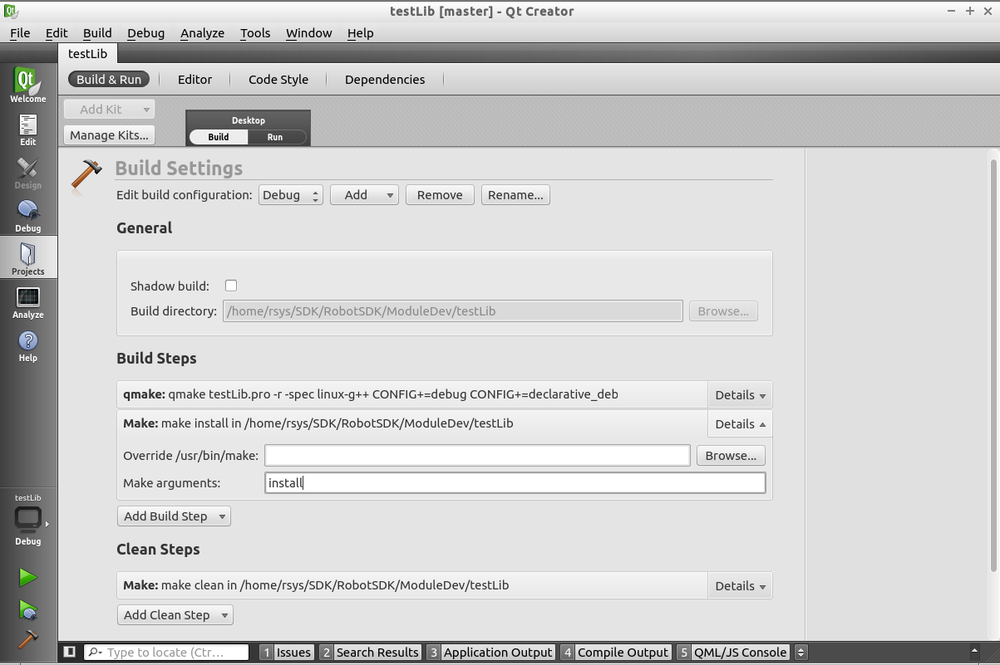 testLib [master] - Qt Creator
File Edit Build Debug Analyze Tools Window Help
testLib
Build & Run Editor Code Style Dependencies
Qt
Welcome
Edit
Design
Debug
Projects
Analyze
Help
testLib
Debug
Add Kit
Manage Kits...
Desktop
Build Run
Build Settings
Edit build configuration: Debug Add Remove Rename...
General
Shadow build:
Build directory: /home/rsys/SDK/RobotSDK/ModuleDev/testLib Browse...
Build Steps
qmake: qmake testLib.pro -r -spec linux-g++ CONFIG+=debug CONFIG+=declarative_deb Details
Make: make install in /home/rsys/SDK/RobotSDK/ModuleDev/testLib Details
Override /usr/bin/make: Browse...
Make arguments: install
Add Build Step
Clean Steps
Make: make clean in /home/rsys/SDK/RobotSDK/ModuleDev/testLib Details
Add Clean Step
Type to locate (Ctr... 1 Issues 2 Search Results 3 Application Output 4 Compile Output 5 QML/JS Console